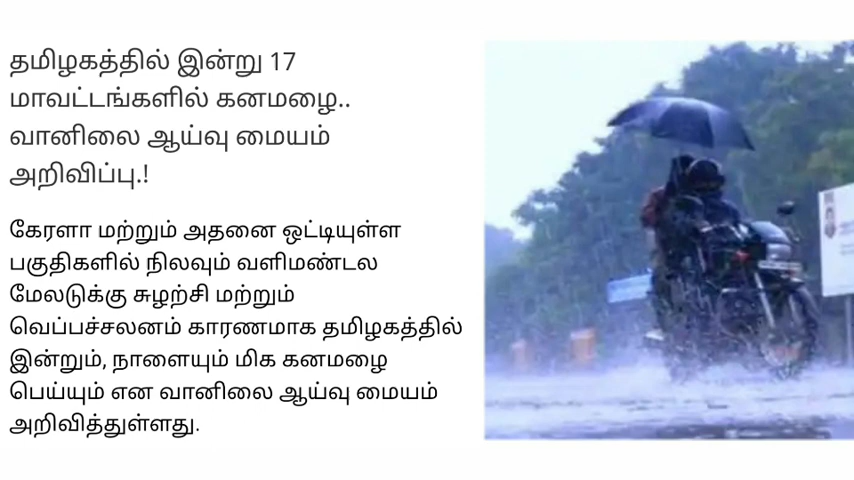 தமிழகத்தில் இன்று 17
மாவட்டங்களில் கனமழை..
வானிலை ஆய்வு மையம்
அறிவிப்பு.!
கேரளா மற்றும் அதனை ஒட்டியுள்ள
பகுதிகளில் நிலவும் வளிமண்டல
மேலடுக்கு சுழற்சி மற்றும்
வெப்பச்சலனம் காரணமாக தமிழகத்தில்
இன்றும், நாளையும் மிக கனமழை
பெய்யும் என வானிலை ஆய்வு மையம்
அறிவித்துள்ளது.